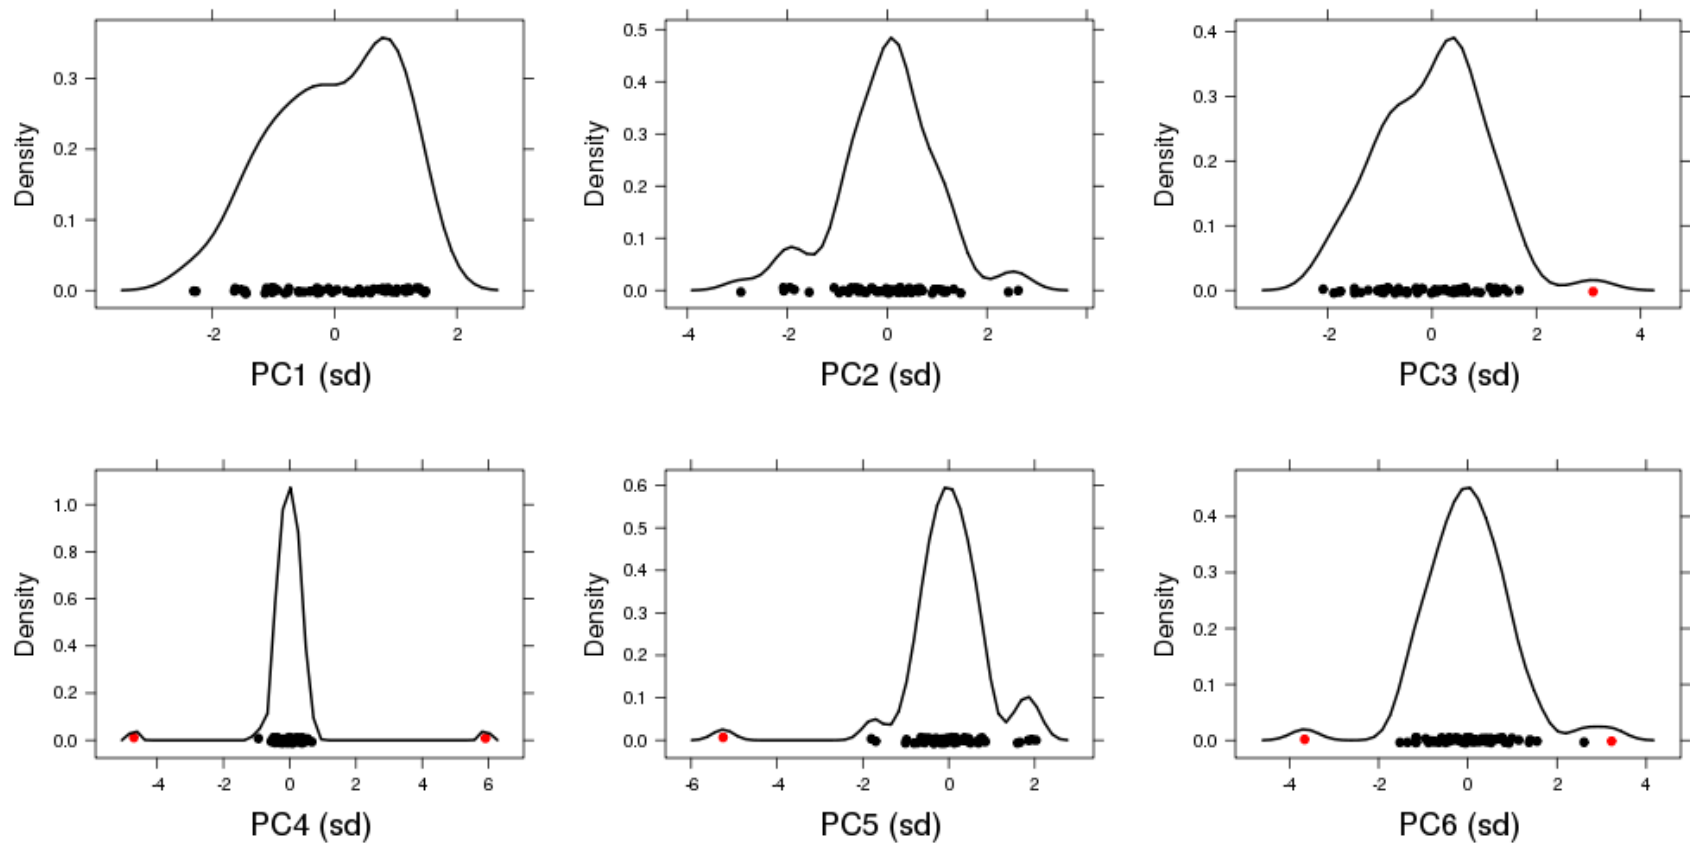 0.3
0.2
0.1
0.0
Density
-2 0 2
PC1 (sd)
0.5
0.4
0.3
0.2
0.1
0.0
Density
-4 -2 0 2
PC2 (sd)
0.4
0.3
0.2
0.1
0.0
Density
-2 0 2 4
PC3 (sd)
1.0
0.8
0.6
0.4
0.2
0.0
Density
-4 -2 0 2 4 6
PC4 (sd)
0.6
0.5
0.4
0.3
0.2
0.1
0.0
Density
-6 -4 -2 0 2
PC5 (sd)
0.4
0.3
0.2
0.1
0.0
Density
-4 -2 0 2 4
PC6 (sd)